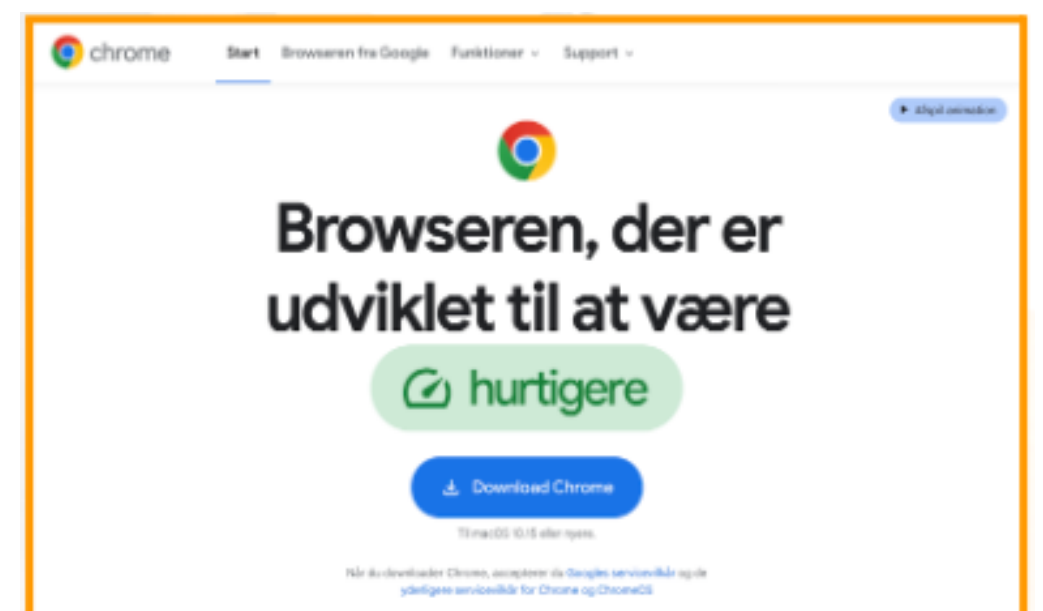 chrome Start Browseren fra Google Funktioner Support
Afspil animation
Browseren, der er
udviklet til at være
hurtigere
Download Chrome
Til macOS 10.15 eller nyere.
Når du downloader Chrome, accepterer du Googles servicevilkår og de
yderligere servicevilkår for Chrome og ChromeOS